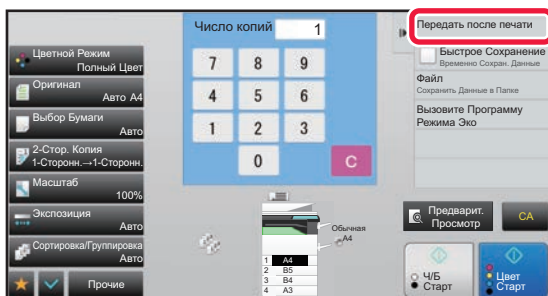 Число копий 1
Передать после печати
Быстрое Сохранение
Временно Сохран. Данные
Файл
Сохранить Данные в Папке
Вызовите Программу
Режима Эко
Цветной Режим
Полный Цвет
Оригинал
Авто A4
Выбор Бумаги
Авто
2-Стор. Копия
1-Сторонн.→1-Сторонн.
Масштаб
100%
Экспозиция
Авто
Сортировка/Группировка
Авто
Прочие
7 8 9
4 5 6
1 2 3
0 C
Обычная
A4
1 A4
2 B5
3 B4
4 A3
Предварит.
Просмотр
CA
Ч/Б
Старт
Цвет
Старт